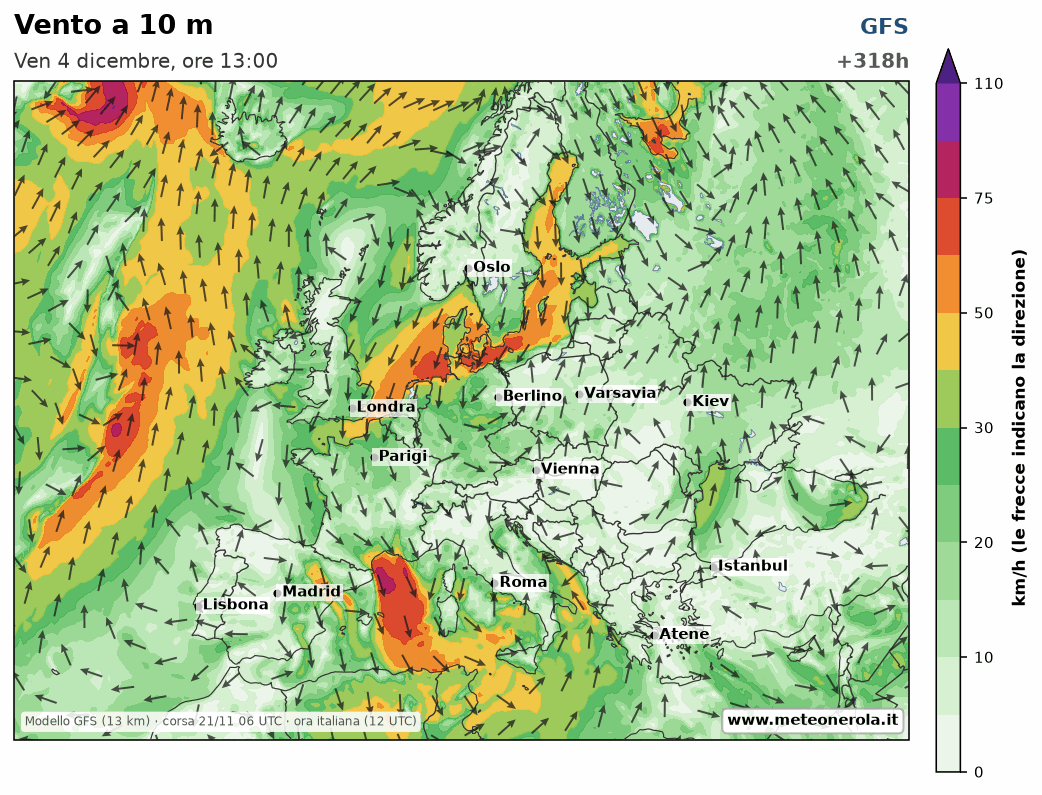 Vento a 10 m
GFS
Ven 4 dicembre, ore 13:00
+318h
110
75
50
30
20
10
0
km/h (le frecce indicano la direzione)
Oslo
Londra
Berlino
Varsavia
Kiev
Parigi
Vienna
Istanbul
Roma
Madrid
Lisbona
Atene
Modello GFS (13 km) · corsa 21/11 06 UTC · ora italiana (12 UTC)
www.meteonerola.it